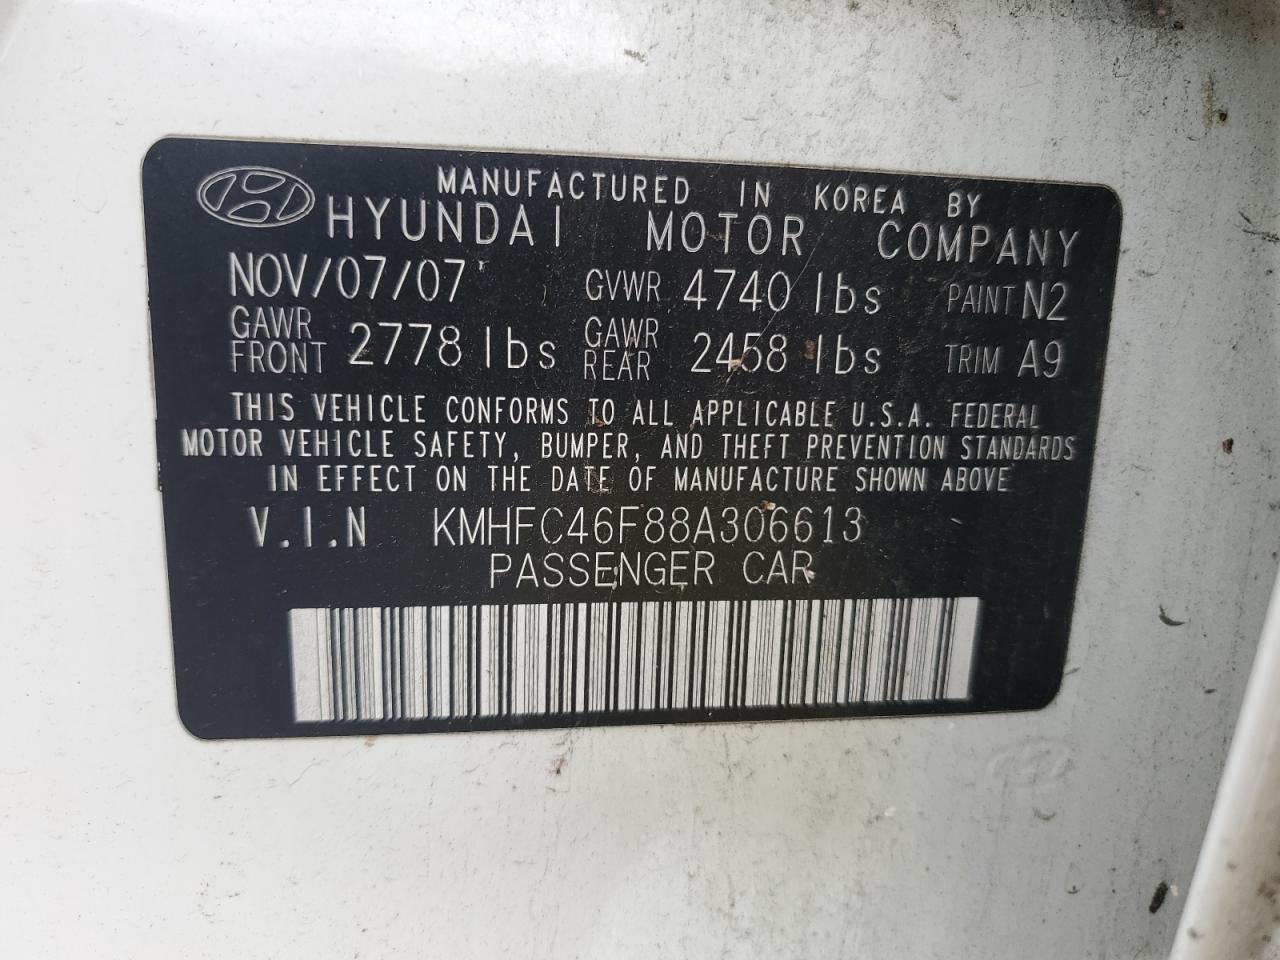 MANUFACTURED IN KOREA BY
HYUNDAI MOTOR COMPANY
NOV/07/07 GVWR 4740 lbs PAINT N2
GAWR FRONT 2778 lbs GAWR REAR 2458 lbs TRIM A9
THIS VEHICLE CONFORMS TO ALL APPLICABLE U.S.A. FEDERAL
MOTOR VEHICLE SAFETY, BUMPER, AND THEFT PREVENTION STANDARDS
IN EFFECT ON THE DATE OF MANUFACTURE SHOWN ABOVE
V.I.N KMHFC46F88A306613
PASSENGER CAR